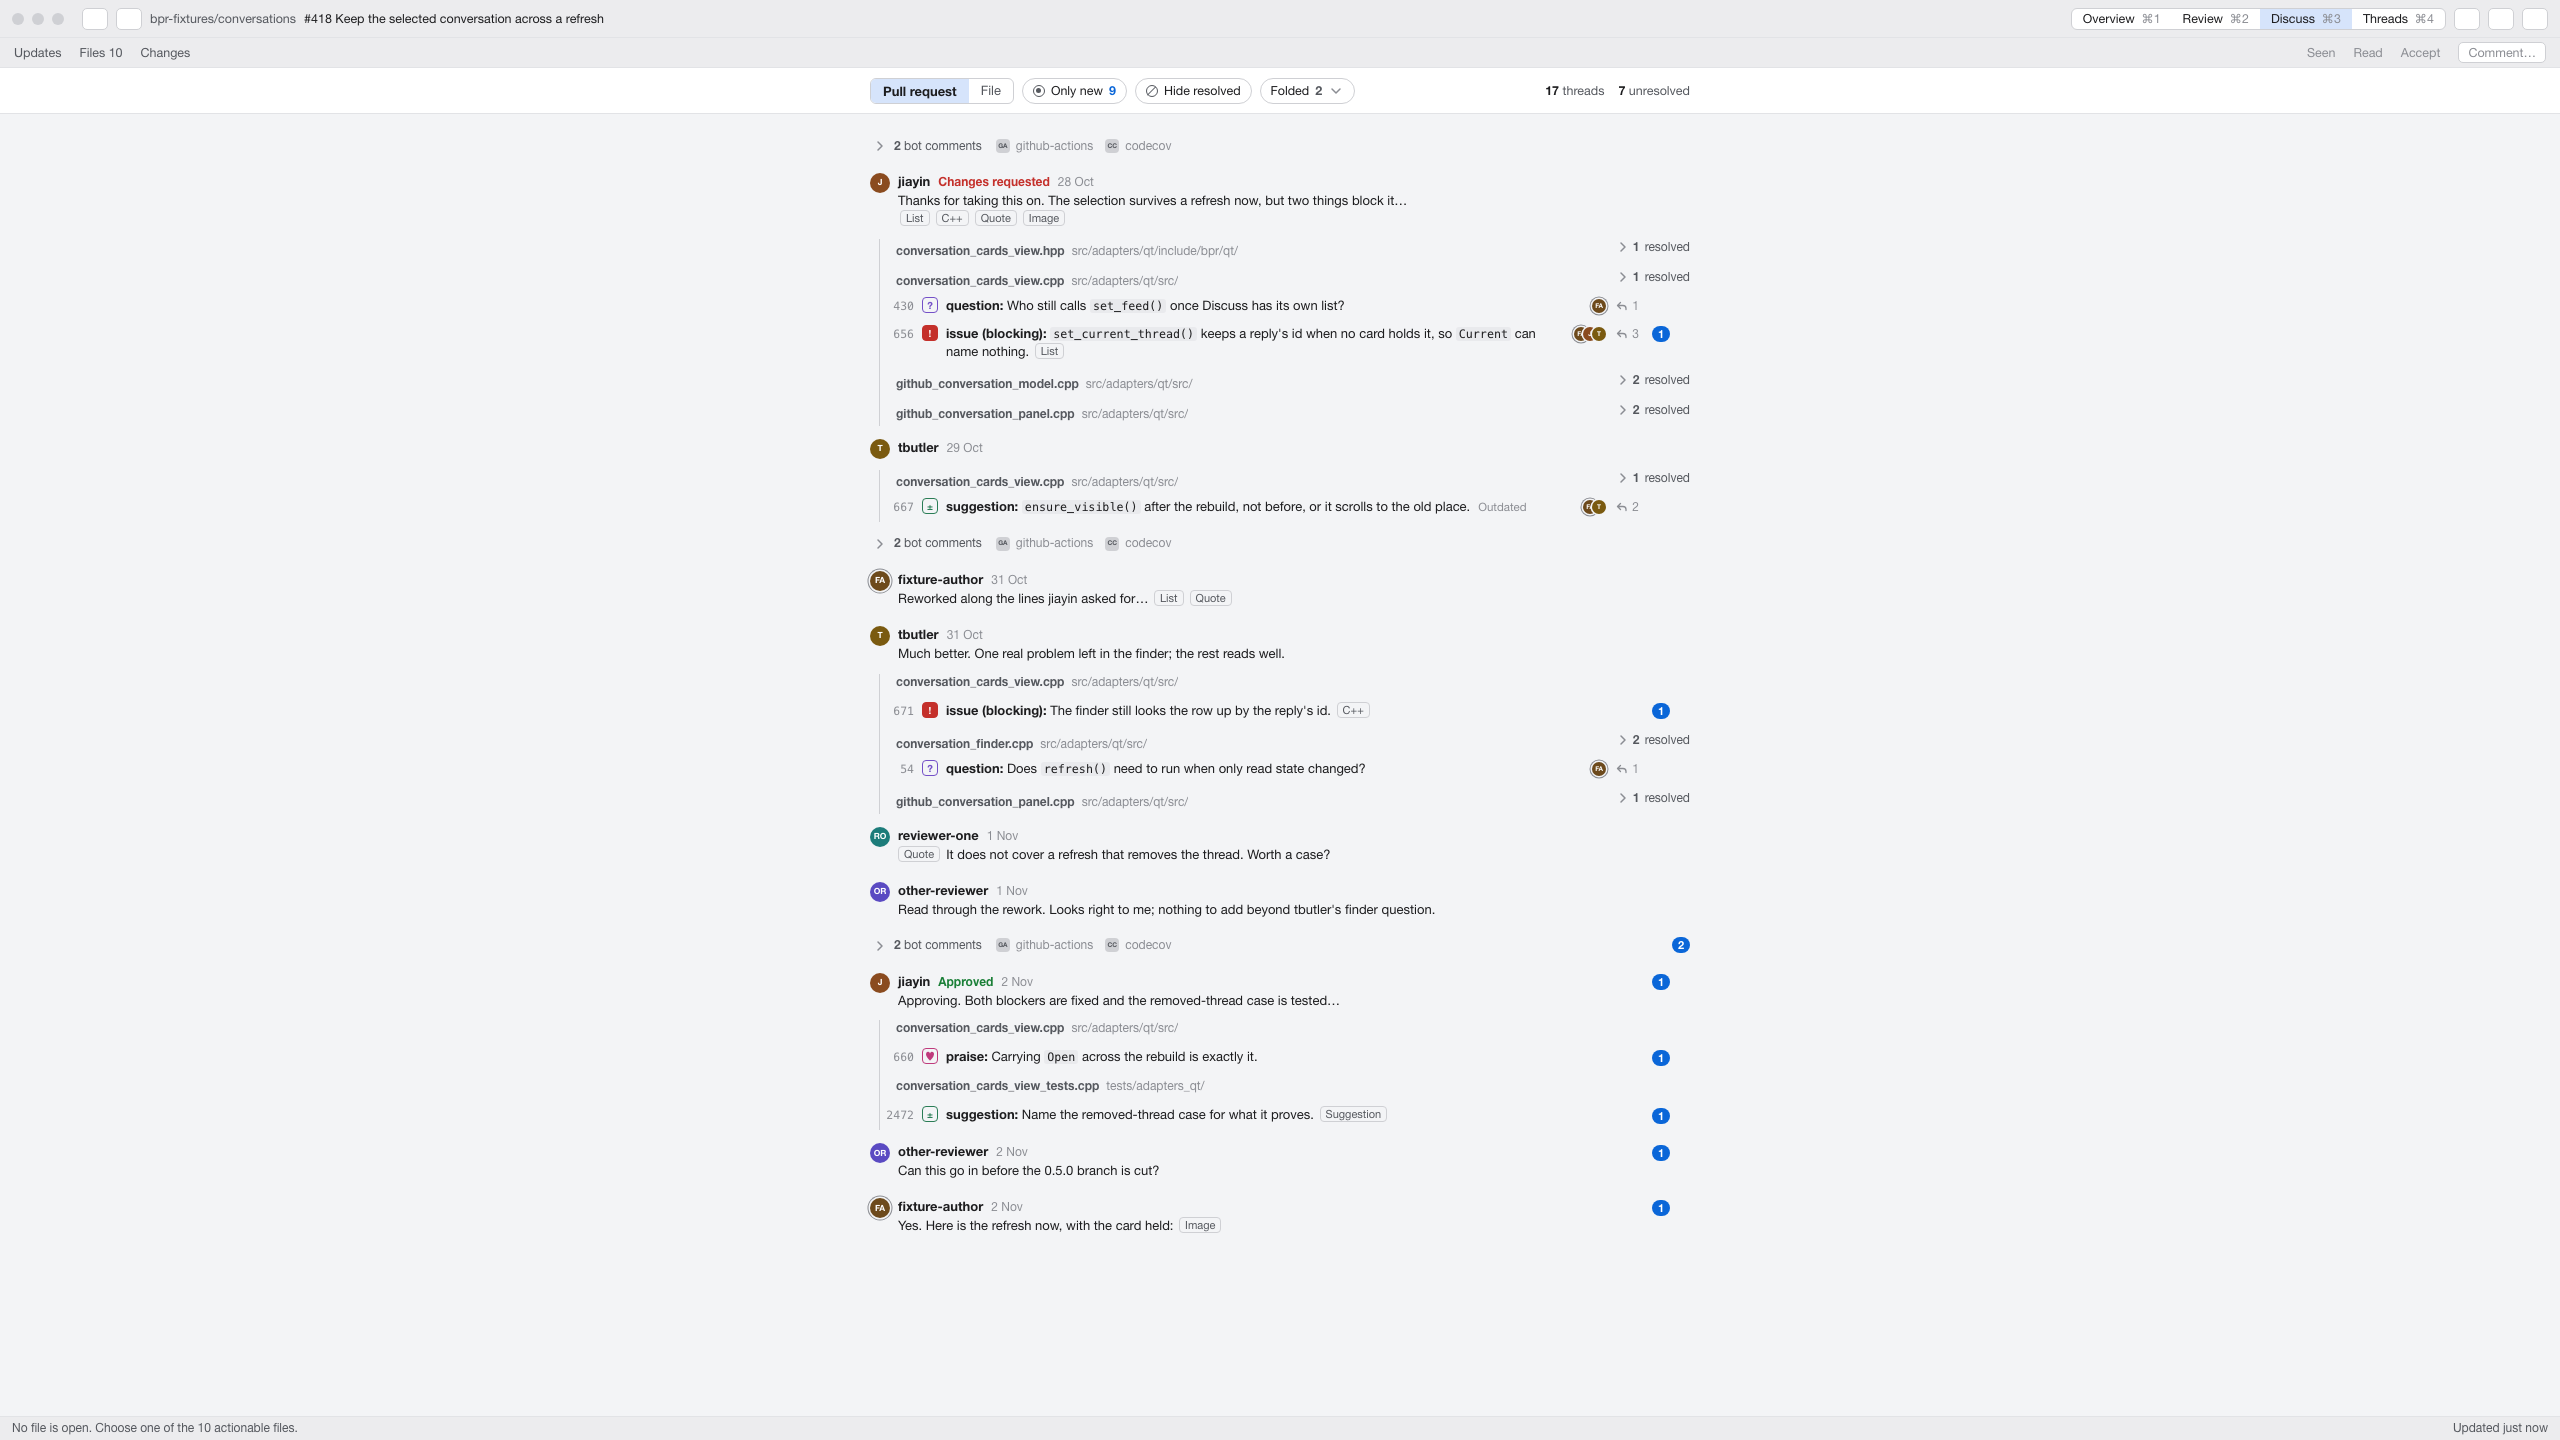 bpr-fixtures/conversations #418 Keep the selected conversation across a refresh
Overview ⌘1 Review ⌘2 Discuss ⌘3 Threads ⌘4
Updates Files 10 Changes
Seen Read Accept Comment…
Pull request File Only new 9 Hide resolved Folded 2
17 threads 7 unresolved
2 bot comments GA github-actions CC codecov
J jiayin Changes requested 28 Oct
Thanks for taking this on. The selection survives a refresh now, but two things block it…
List C++ Quote Image
conversation_cards_view.hpp src/adapters/qt/include/bpr/qt/ 1 resolved
conversation_cards_view.cpp src/adapters/qt/src/ 1 resolved
430 ? question: Who still calls set_feed() once Discuss has its own list? FA 1
656 ! issue (blocking): set_current_thread() keeps a reply's id when no card holds it, so Current can T 3 1
name nothing. List
github_conversation_model.cpp src/adapters/qt/src/ 2 resolved
github_conversation_panel.cpp src/adapters/qt/src/ 2 resolved
T tbutler 29 Oct
conversation_cards_view.cpp src/adapters/qt/src/ 1 resolved
667 ± suggestion: ensure_visible() after the rebuild, not before, or it scrolls to the old place. Outdated T 2
2 bot comments GA github-actions CC codecov
FA fixture-author 31 Oct
Reworked along the lines jiayin asked for… List Quote
T tbutler 31 Oct
Much better. One real problem left in the finder; the rest reads well.
conversation_cards_view.cpp src/adapters/qt/src/
671 ! issue (blocking): The finder still looks the row up by the reply's id. C++ 1
conversation_finder.cpp src/adapters/qt/src/ 2 resolved
54 ? question: Does refresh() need to run when only read state changed? FA 1
github_conversation_panel.cpp src/adapters/qt/src/ 1 resolved
RO reviewer-one 1 Nov
Quote It does not cover a refresh that removes the thread. Worth a case?
OR other-reviewer 1 Nov
Read through the rework. Looks right to me; nothing to add beyond tbutler's finder question.
2 bot comments GA github-actions CC codecov 2
J jiayin Approved 2 Nov 1
Approving. Both blockers are fixed and the removed-thread case is tested…
conversation_cards_view.cpp src/adapters/qt/src/
660 praise: Carrying Open across the rebuild is exactly it. 1
conversation_cards_view_tests.cpp tests/adapters_qt/
2472 ± suggestion: Name the removed-thread case for what it proves. Suggestion 1
OR other-reviewer 2 Nov 1
Can this go in before the 0.5.0 branch is cut?
FA fixture-author 2 Nov 1
Yes. Here is the refresh now, with the card held: Image
No file is open. Choose one of the 10 actionable files.
Updated just now